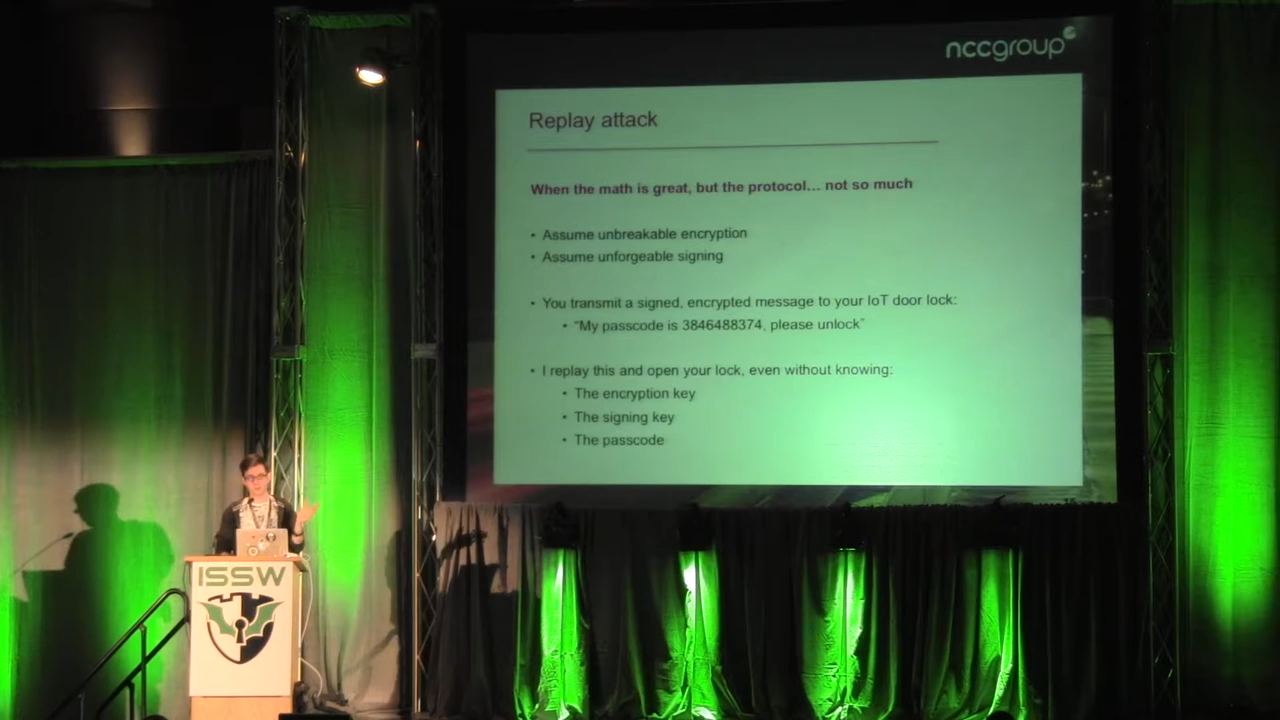 nccgroup
Replay attack
When the math is great, but the protocol... not so much
• Assume unbreakable encryption
• Assume unforgeable signing
• You transmit a signed, encrypted message to your IoT door lock:
• “My passcode is 3846488374, please unlock”
• I replay this and open your lock, even without knowing:
• The encryption key
• The signing key
• The passcode
ISSW